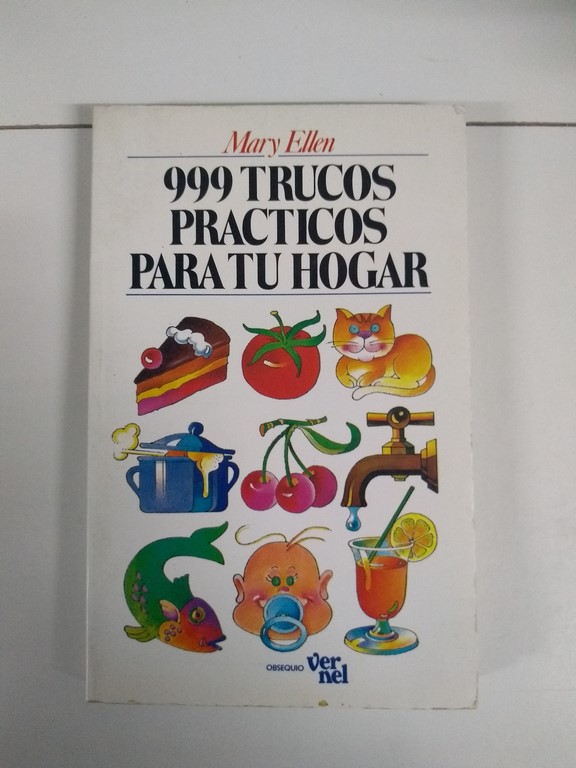 Mary Ellen
999 TRUCOS
PRACTICOS
PARA TU HOGAR
OBSEQUIO
Ver
nel